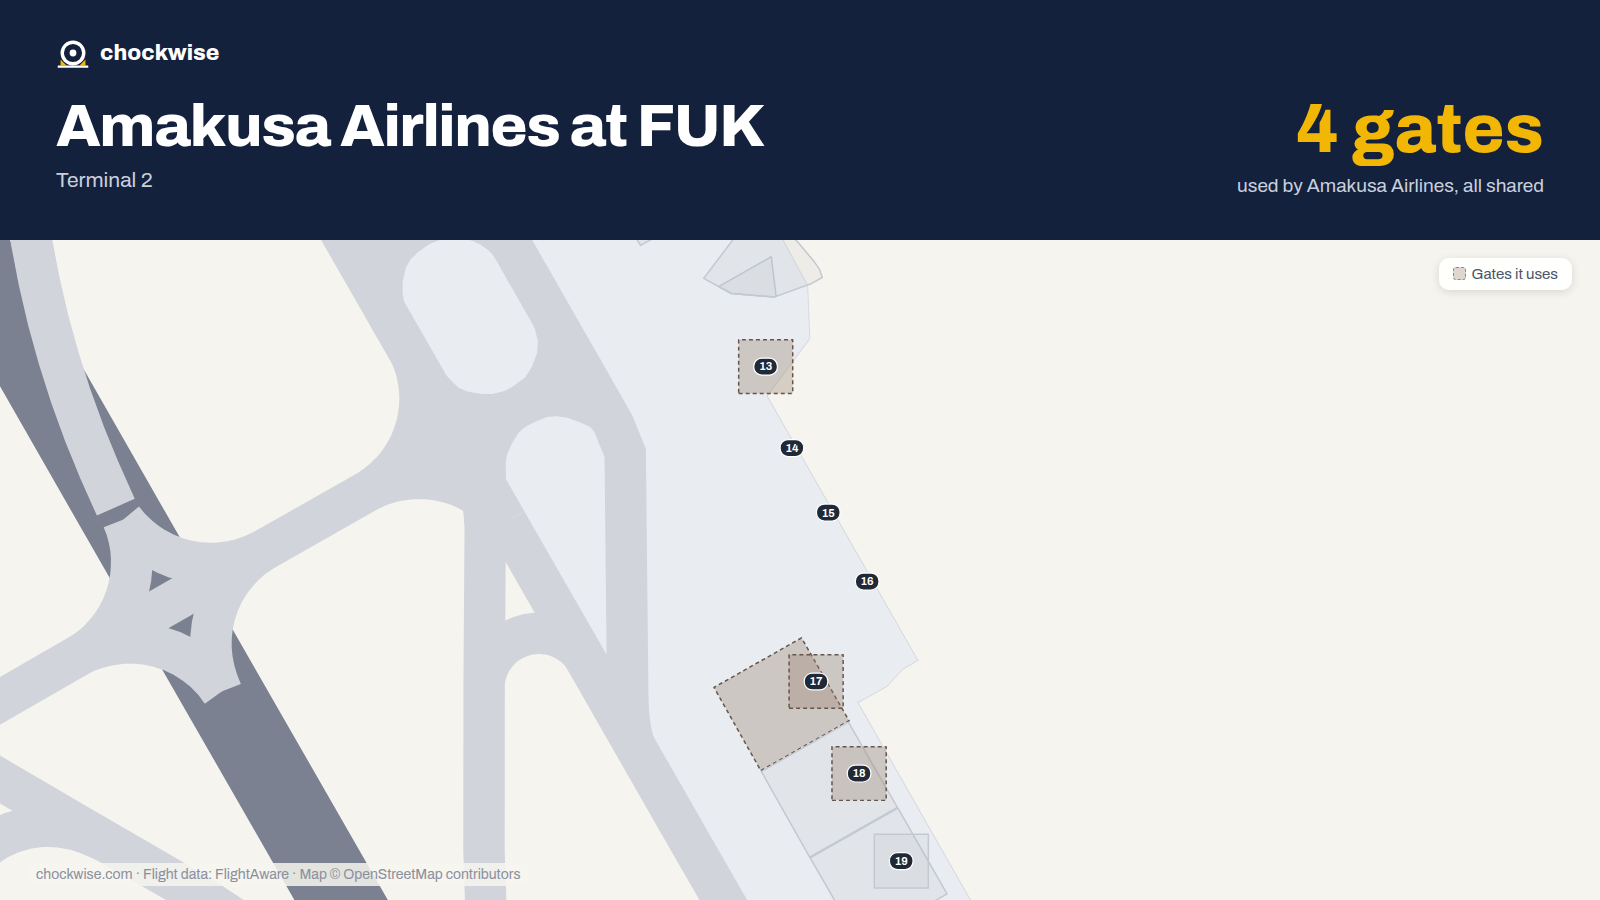 chockwise
Amakusa Airlines at FUK
Terminal 2
4 gates
used by Amakusa Airlines, all shared
Gates it uses
13
14
15
16
17
18
19
chockwise.com · Flight data: FlightAware · Map © OpenStreetMap contributors